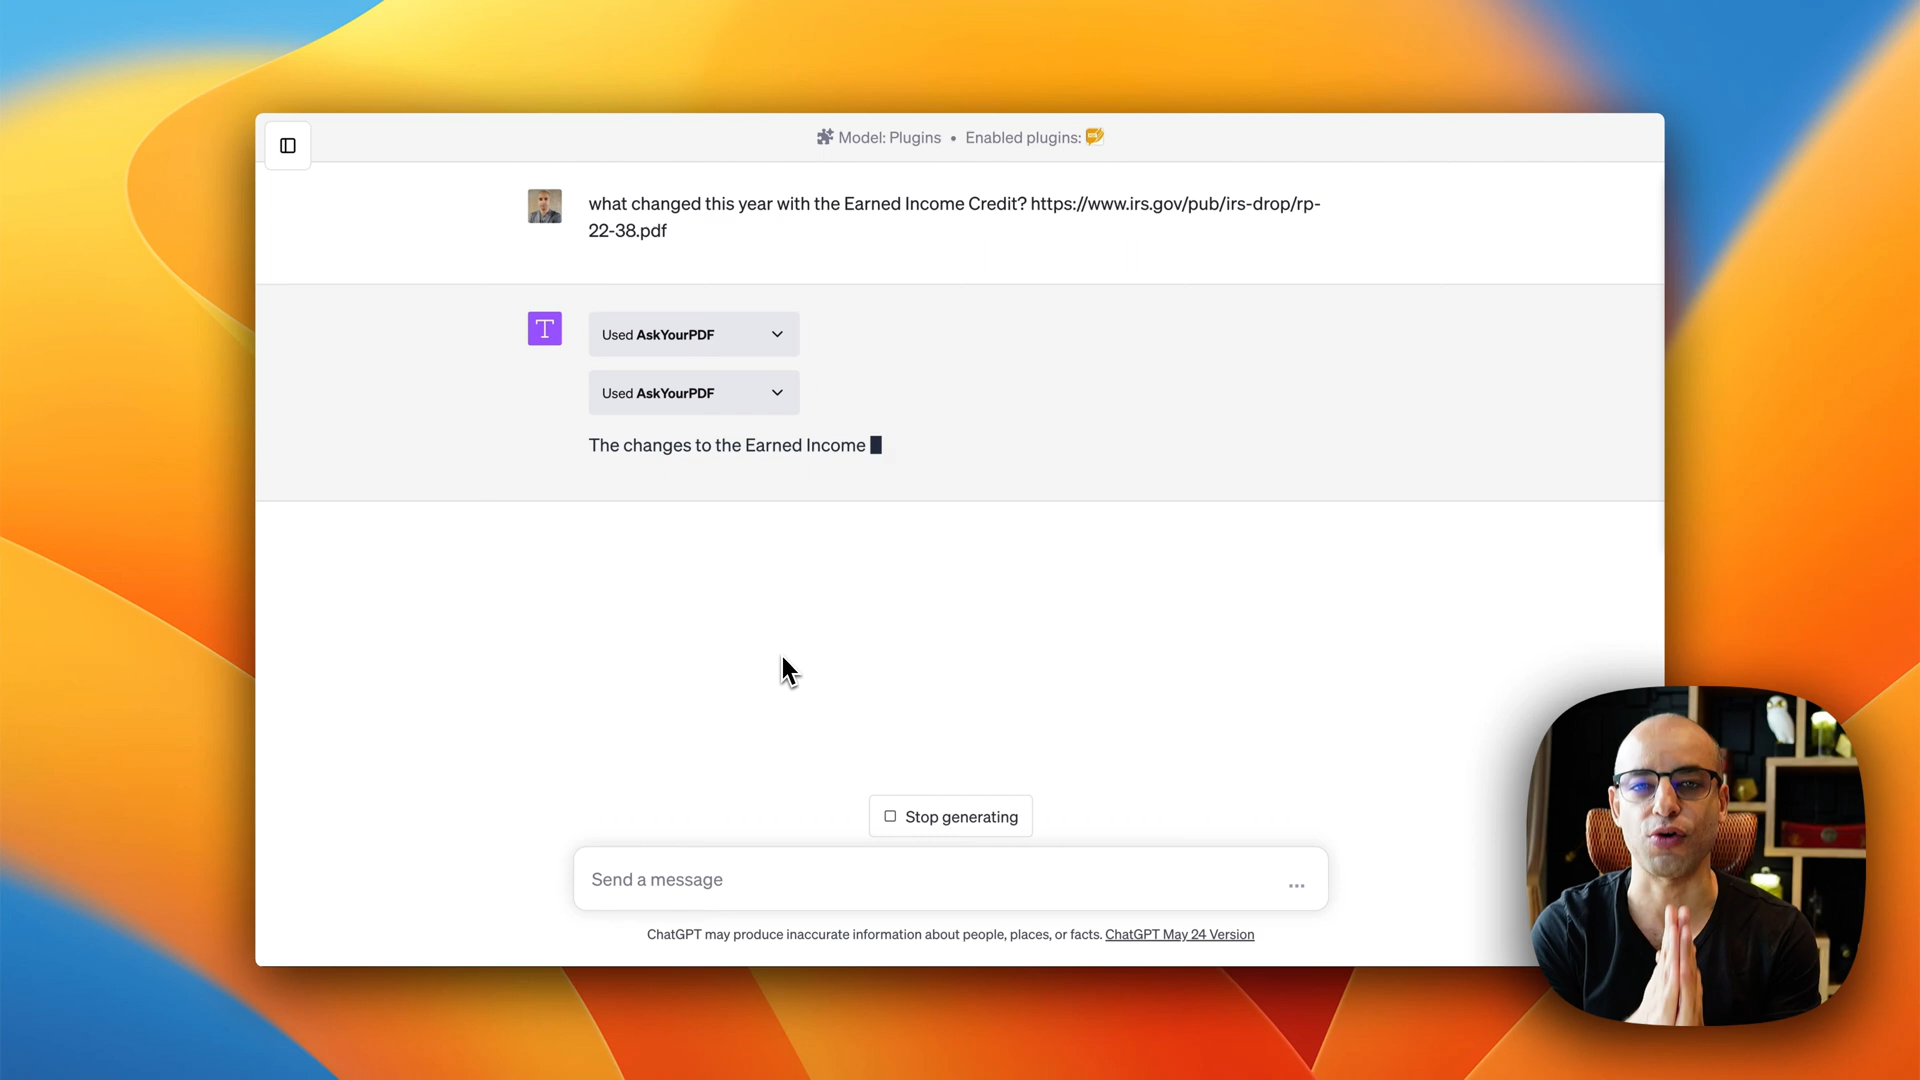 Model: Plugins • Enabled plugins:
what changed this year with the Earned Income Credit? https://www.irs.gov/pub/irs-drop/rp-
22-38.pdf
T
Used AskYourPDF
Used AskYourPDF
The changes to the Earned Income
Stop generating
Send a message
ChatGPT may produce inaccurate information about people, places, or facts. ChatGPT May 24 Version